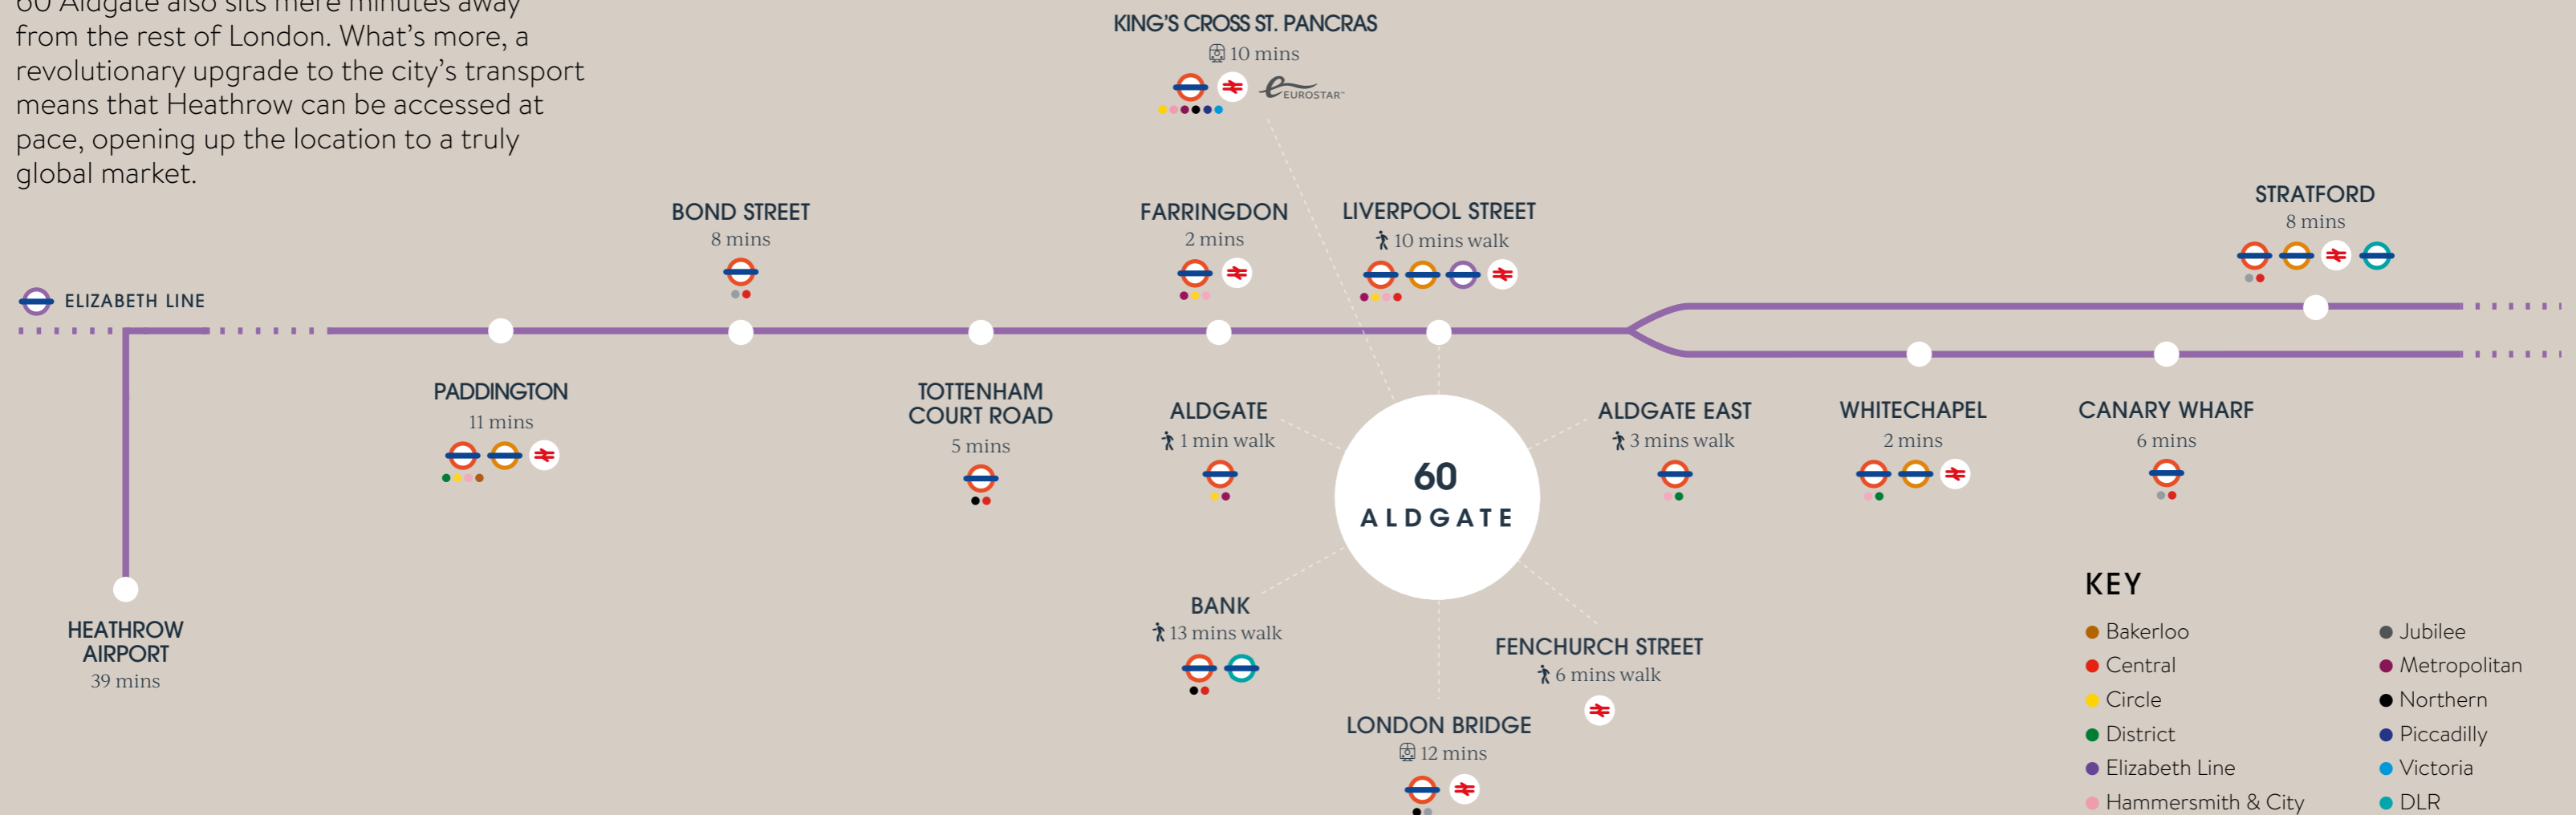 60 Aldgate also sits mere minutes away
from the rest of London. What's more, a
revolutionary upgrade to the city's transport
means that Heathrow can be accessed at
pace, opening up the location to a truly
global market.
KING'S CROSS ST. PANCRAS
10 mins
EUROSTAR™
BOND STREET
8 mins
FARRINGDON
2 mins
LIVERPOOL STREET
10 mins walk
STRATFORD
8 mins
ELIZABETH LINE
PADDINGTON
11 mins
TOTTENHAM
COURT ROAD
5 mins
ALDGATE
1 min walk
60
ALDGATE
ALDGATE EAST
3 mins walk
WHITECHAPEL
2 mins
CANARY WHARF
6 mins
HEATHROW
AIRPORT
39 mins
BANK
13 mins walk
FENCHURCH STREET
6 mins walk
LONDON BRIDGE
12 mins
KEY
Bakerloo
Central
Circle
District
Elizabeth Line
Hammersmith & City
Jubilee
Metropolitan
Northern
Piccadilly
Victoria
DLR